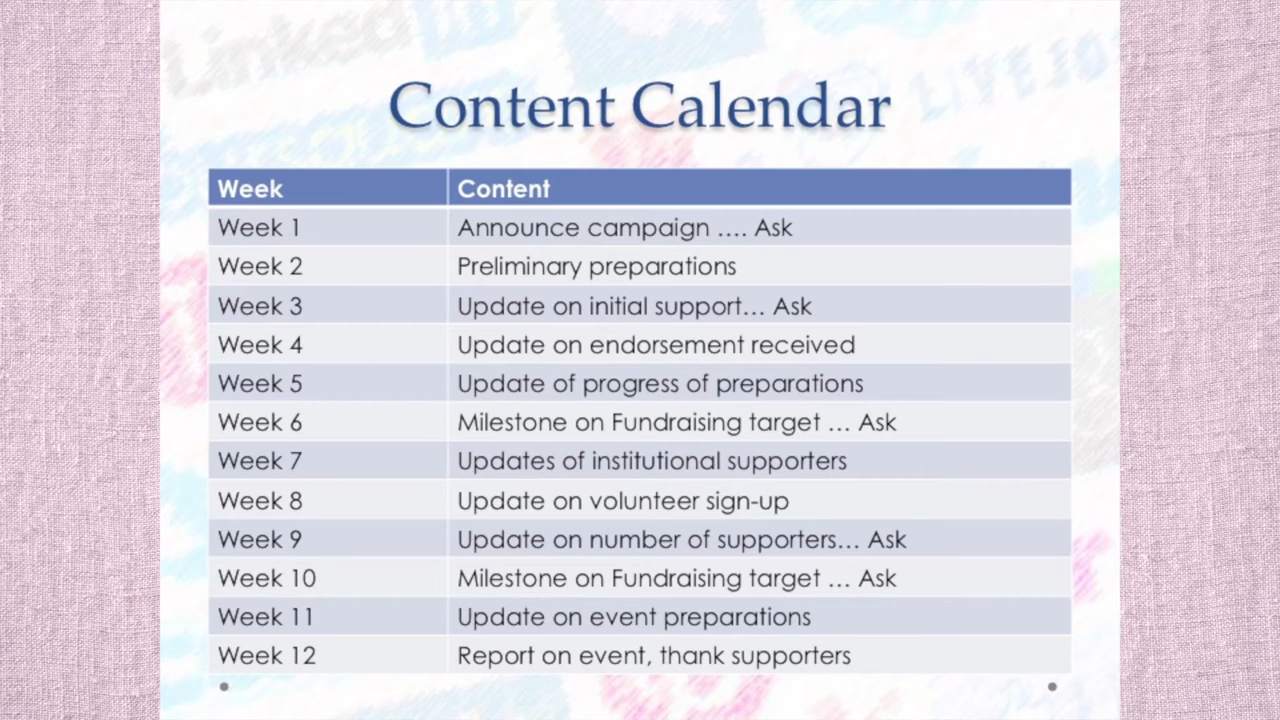 Content Calendar
Week Content
Week 1 Announce campaign .... Ask
Week 2 Preliminary preparations
Week 3 Update on initial support... Ask
Week 4 Update on endorsement received
Week 5 Update of progress of preparations
Week 6 Milestone on Fundraising target ... Ask
Week 7 Updates of institutional supporters
Week 8 Update on volunteer sign-up
Week 9 Update on number of supporters... Ask
Week 10 Milestone on Fundraising target ... Ask
Week 11 Update on event preparations
Week 12 Report on event, thank supporters